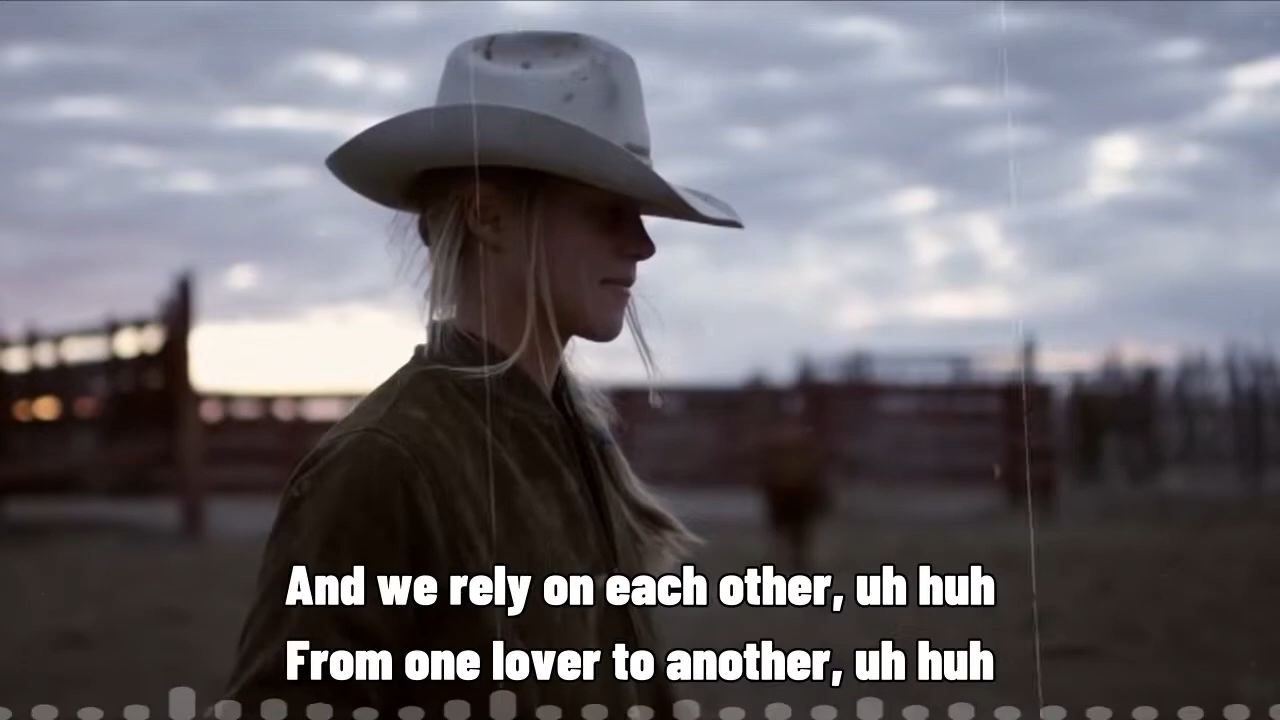 And we rely on each other, uh huh
From one lover to another, uh huh